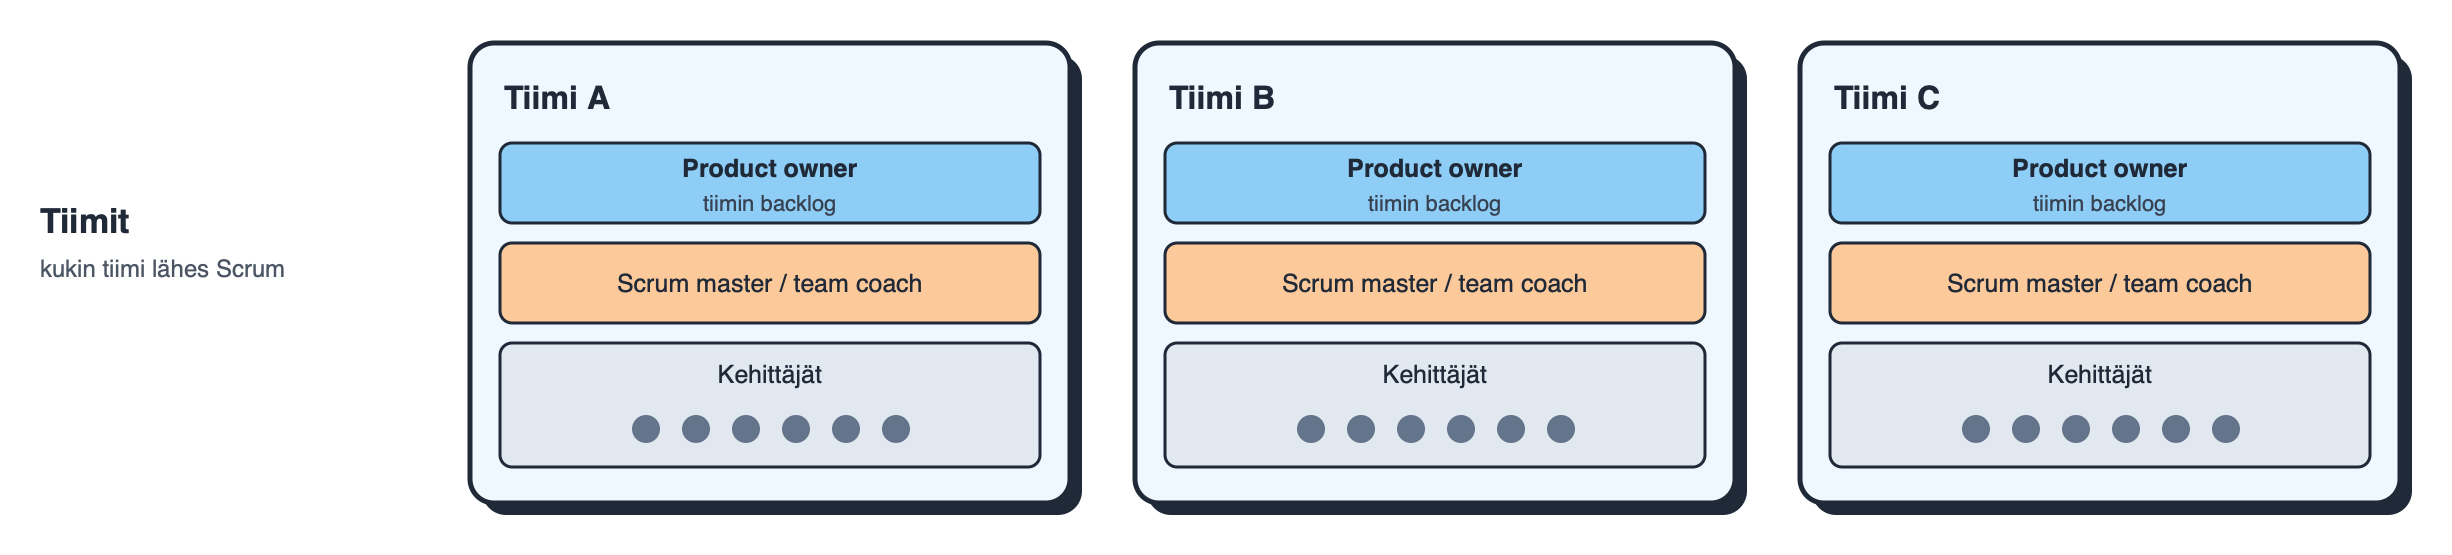 Tiimit
kukin tiimi lähes Scrum
Tiimi A
Product owner
tiimin backlog
Scrum master / team coach
Kehittäjät
Tiimi B
Product owner
tiimin backlog
Scrum master / team coach
Kehittäjät
Tiimi C
Product owner
tiimin backlog
Scrum master / team coach
Kehittäjät